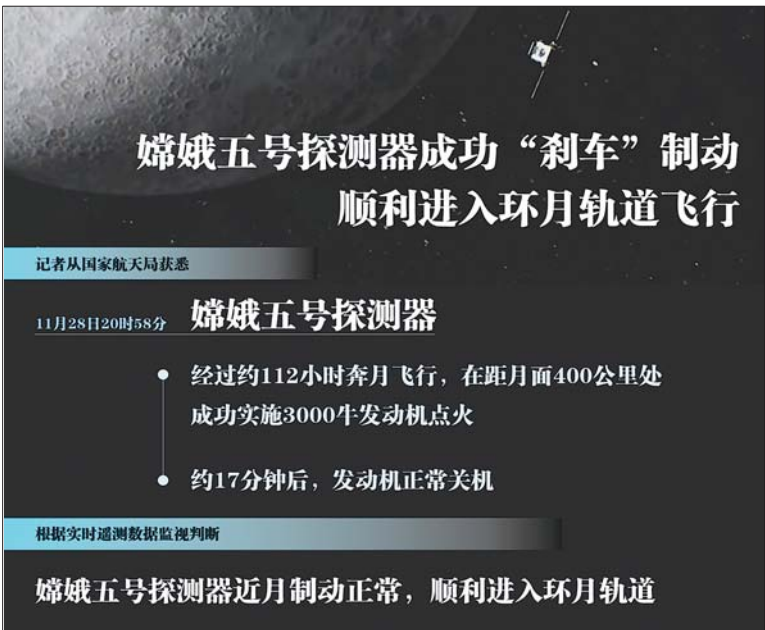 嫦娥五号探测器成功“刹车”制动
顺利进入环月轨道飞行
记者从国家航天局获悉
11月28日20时58分 嫦娥五号探测器
经过约112小时奔月飞行，在距月面400公里处
成功实施3000牛发动机点火
约17分钟后，发动机正常关机
根据实时遥测数据监视判断
嫦娥五号探测器近月制动正常，顺利进入环月轨道